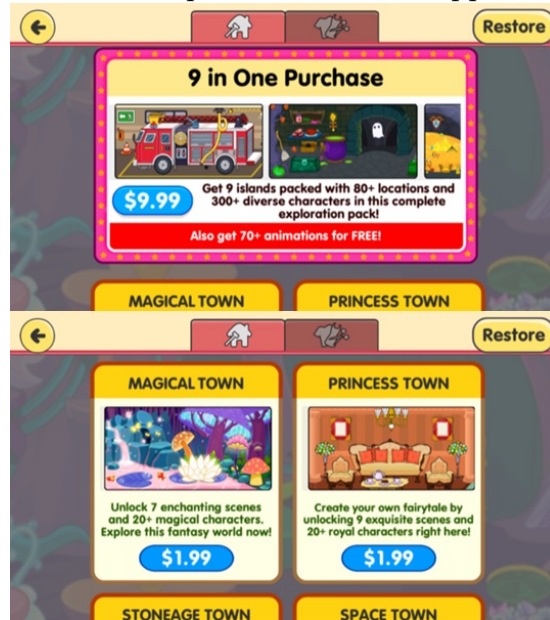 Restore
9 in One Purchase
$9.99
Get 9 islands packed with 80+ locations and
300+ diverse characters in this complete
exploration pack!
Also get 70+ animations for FREE!
MAGICAL TOWN
PRINCESS TOWN
Restore
MAGICAL TOWN
PRINCESS TOWN
Unlock 7 enchanting scenes
and 20+ magical characters.
Explore this fantasy world now!
$1.99
Create your own fairytale by
unlocking 9 exquisite scenes and
20+ royal characters right here!
$1.99
STONEAGE TOWN
SPACE TOWN